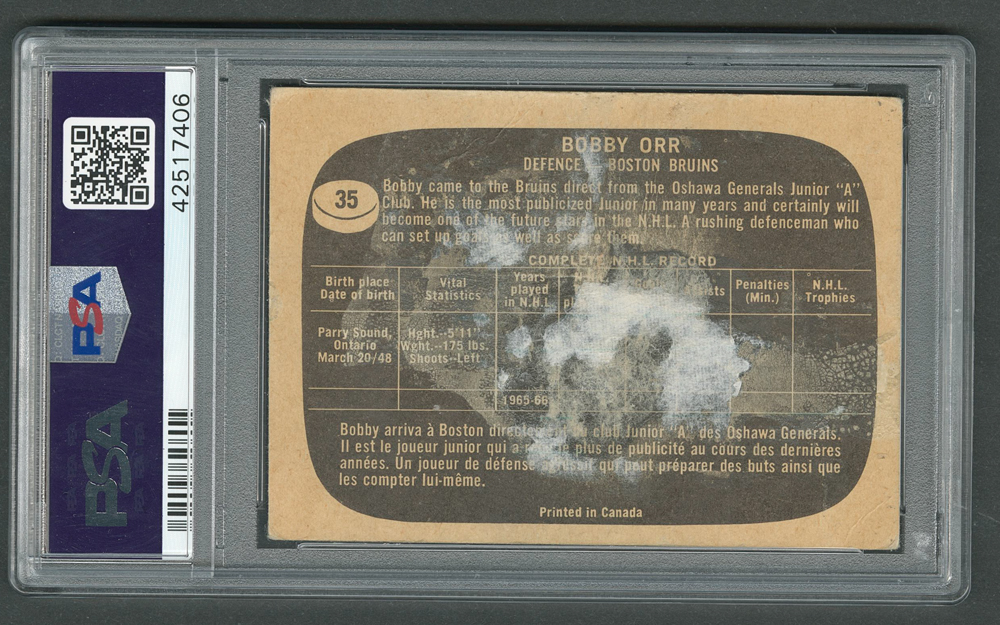 42517406
PSA
PSA
BOBBY ORR
DEFENCE BOSTON BRUINS
35
Bobby came to the Bruins direct from the Oshawa Generals Junior "A"
Club. He is the most publicized Junior in many years and certainly will
become one of the future stars in the N.H.L. A rushing defenceman who
can set up goals as well as score them.
COMPLETE N.H.L. RECORD
Birth place
Date of birth
Vital
Statistics
Years
played
in N.H.L.
Penalties
(Min.)
N.H.L.
Trophies
Parry Sound,
Ontario
March 20/48
Hght.--5'11"
Wght.--175 lbs.
Shoots--Left
1965-66
Bobby arriva à Boston du club Junior "A" des Oshawa Generals.
Il est le joueur junior qui a le plus de publicité au cours des dernières
années. Un joueur de défense qui peut préparer des buts ainsi que
les compter lui-même.
Printed in Canada